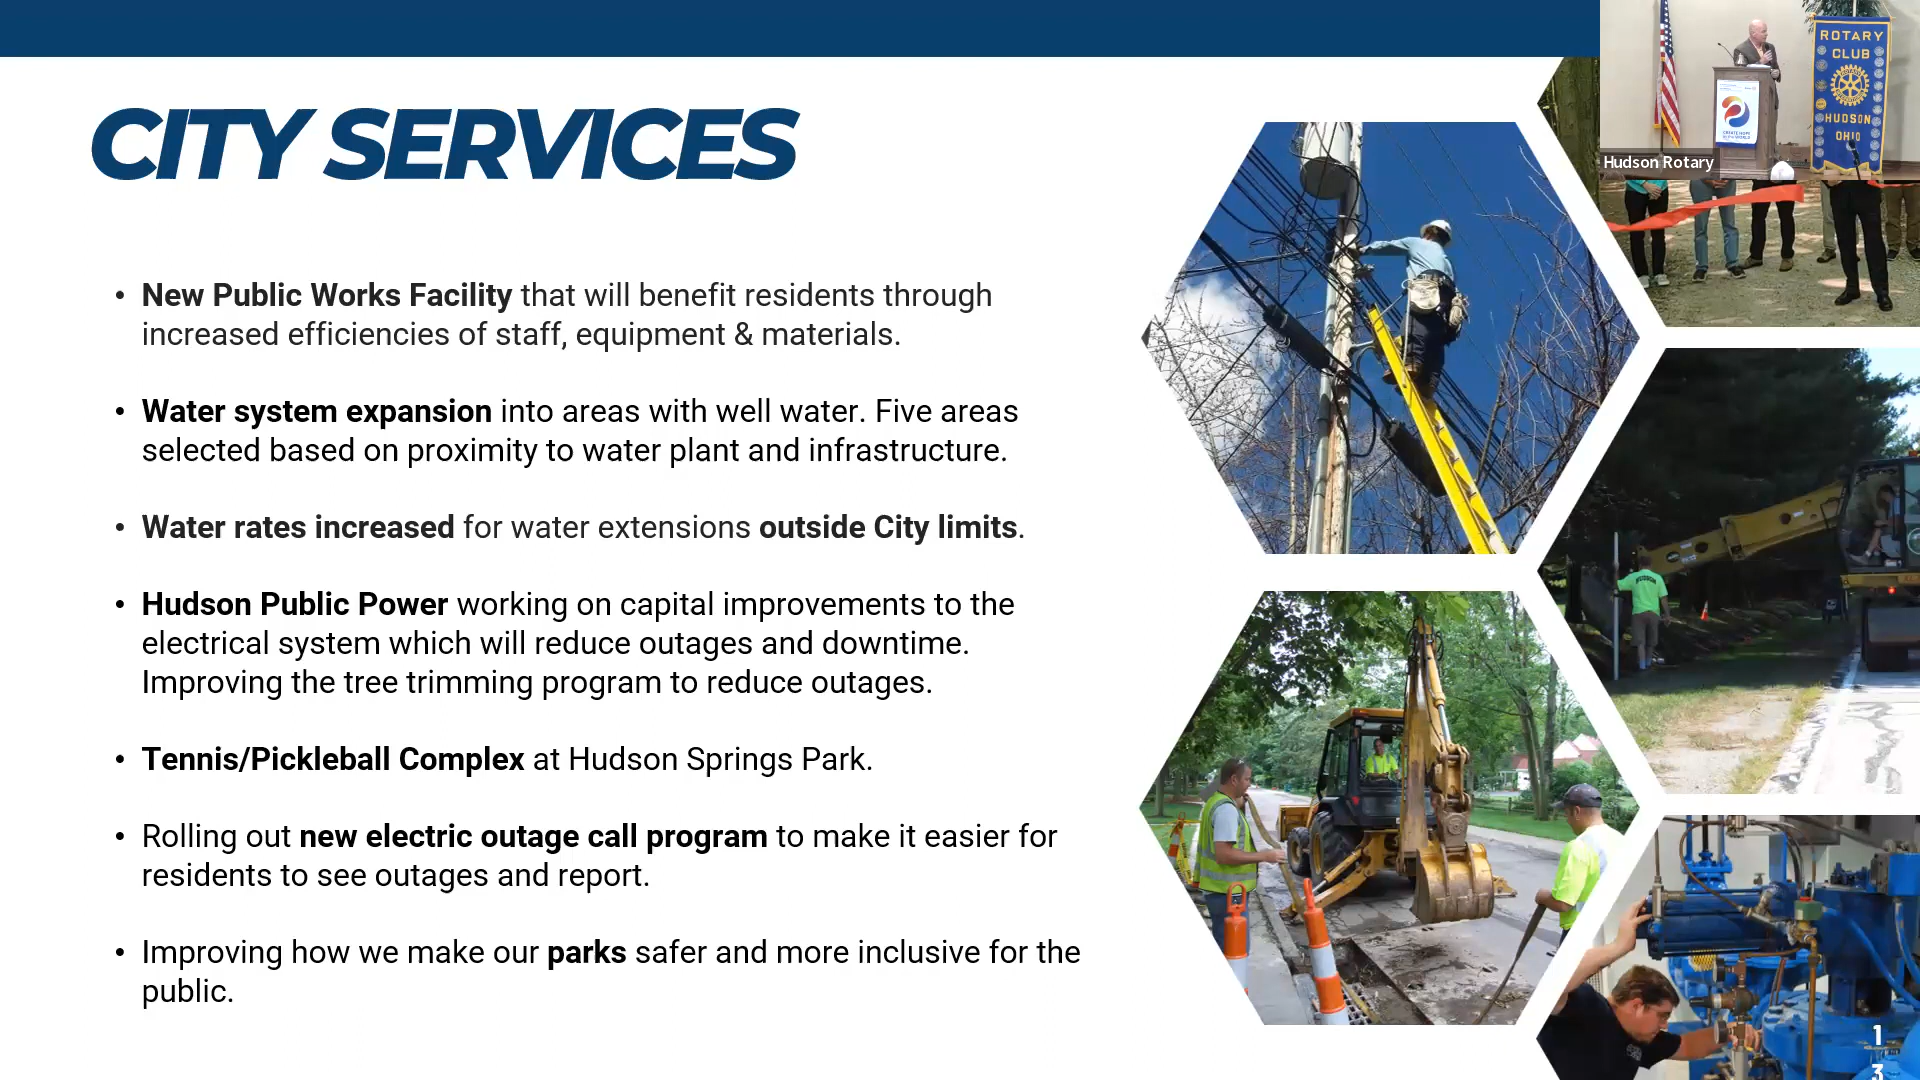 CITY SERVICES
• New Public Works Facility that will benefit residents through
increased efficiencies of staff, equipment & materials.
• Water system expansion into areas with well water. Five areas
selected based on proximity to water plant and infrastructure.
• Water rates increased for water extensions outside City limits.
• Hudson Public Power working on capital improvements to the
electrical system which will reduce outages and downtime.
Improving the tree trimming program to reduce outages.
• Tennis/Pickleball Complex at Hudson Springs Park.
• Rolling out new electric outage call program to make it easier for
residents to see outages and report.
• Improving how we make our parks safer and more inclusive for the
public.
ROTARY
CLUB
HUDSON
OHIO
Hudson Rotary
HUDSON
1
3